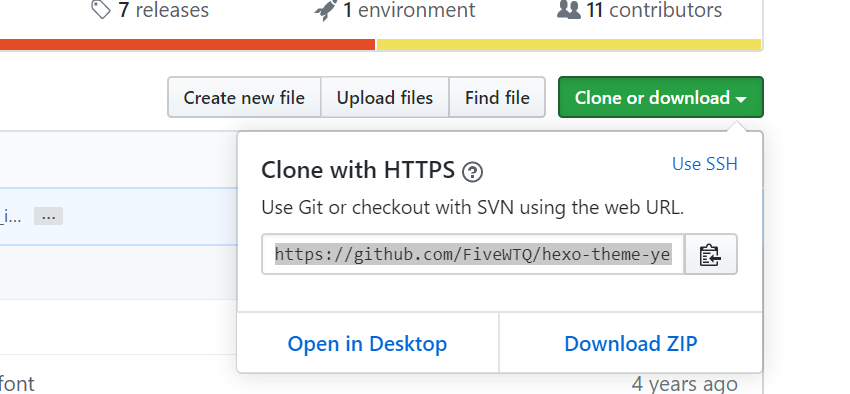 7 releases
1 environment
11 contributors
Create new file
Upload files
Find file
Clone or download
Clone with HTTPS
Use SSH
Use Git or checkout with SVN using the web URL.
_i... ...
https://github.com/FiveWTQ/hexo-theme-ye
Open in Desktop
Download ZIP
font
4 years ago